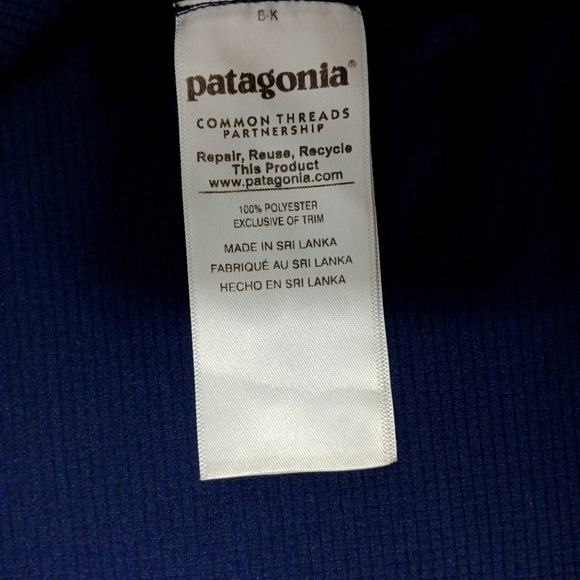 B-K
patagonia®
COMMON THREADS
PARTNERSHIP
Repair, Reuse, Recycle
This Product
www.patagonia.com
100% POLYESTER
EXCLUSIVE OF TRIM
MADE IN SRI LANKA
FABRIQUÉ AU SRI LANKA
HECHO EN SRI LANKA